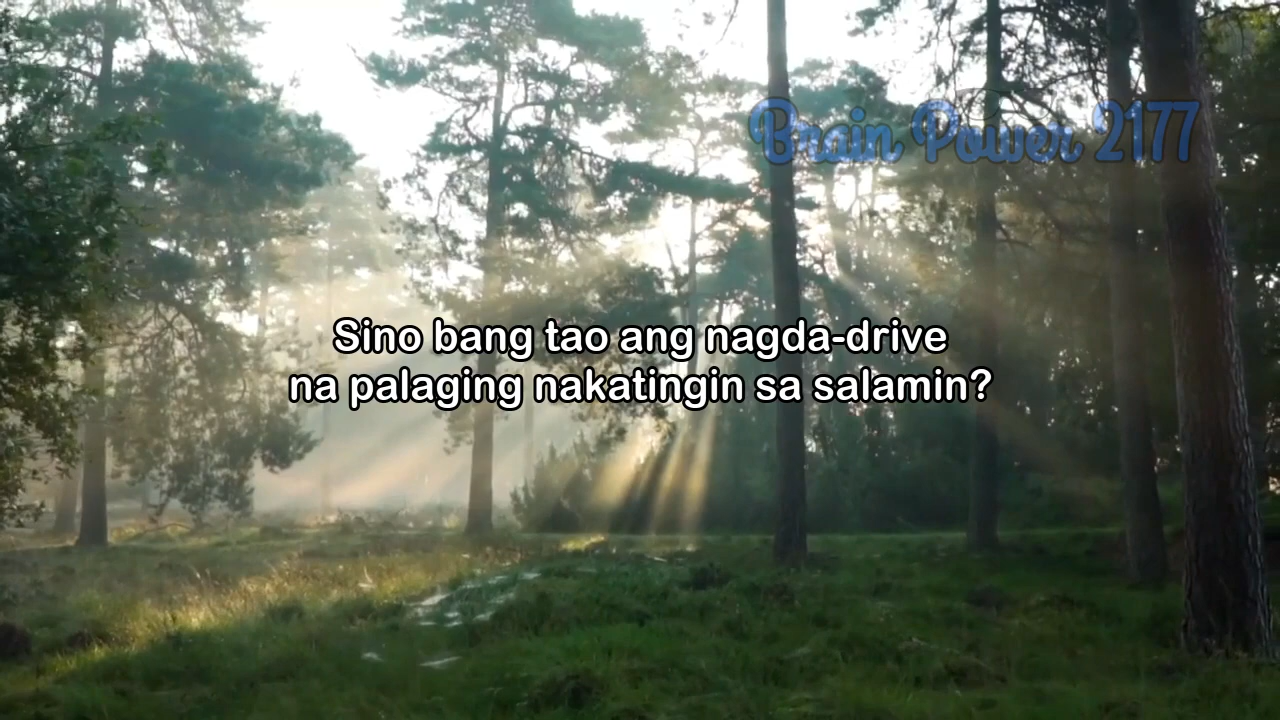 Brain Power 2177
Sino bang tao ang nagda-drive
na palaging nakatingin sa salamin?